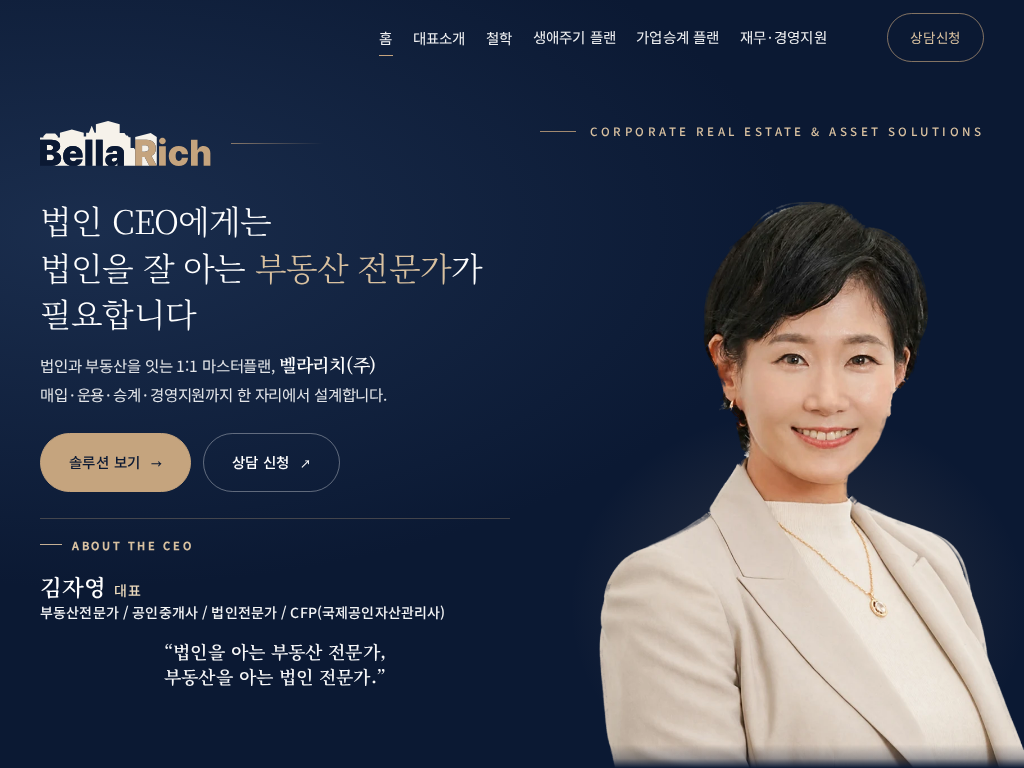 홈 대표소개 철학 생애주기 플랜 가업승계 플랜 재무·경영지원 상담신청
Bella Rich
CORPORATE REAL ESTATE & ASSET SOLUTIONS
법인 CEO에게는
법인을 잘 아는 부동산 전문가가
필요합니다
법인과 부동산을 잇는 1:1 마스터플랜, 벨라리치(주)
매입·운용·승계·경영지원까지 한 자리에서 설계합니다.
솔루션 보기 → 상담 신청 ↗
ABOUT THE CEO
김자영 대표
부동산전문가 / 공인중개사 / 법인전문가 / CFP(국제공인자산관리사)
“법인을 아는 부동산 전문가,
부동산을 아는 법인 전문가.”